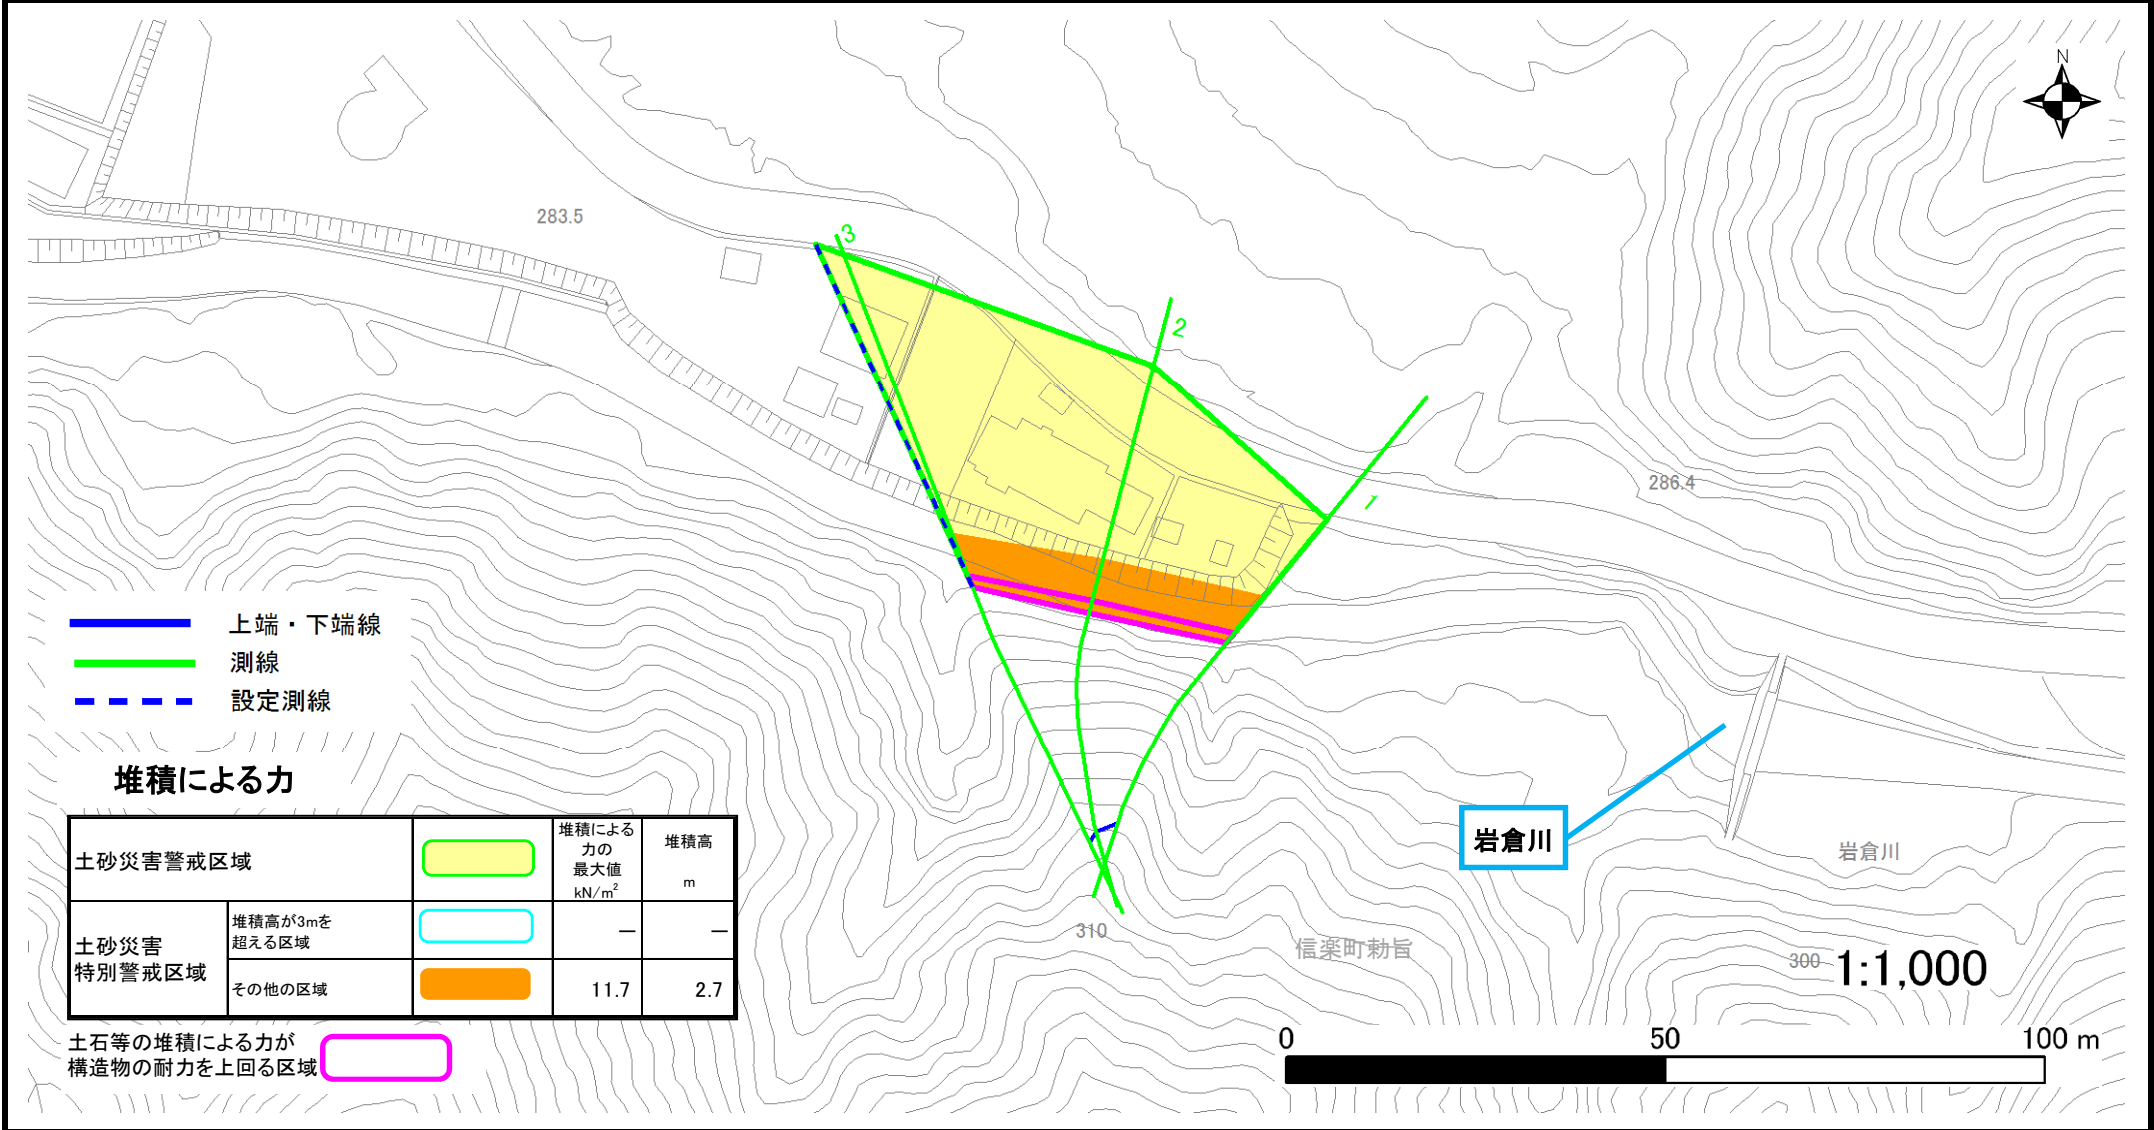 N
283.5
3
2
1
286.4
上端・下端線
測線
設定測線
堆積による力
土砂災害警戒区域
堆積による
力の
最大値
kN/m²
堆積高
m
土砂災害
特別警戒区域
堆積高が3mを
超える区域
—
—
その他の区域
11.7
2.7
土石等の堆積による力が
構造物の耐力を上回る区域
岩倉川
岩倉川
310
信楽町勅旨
300
1:1,000
0
50
100 m